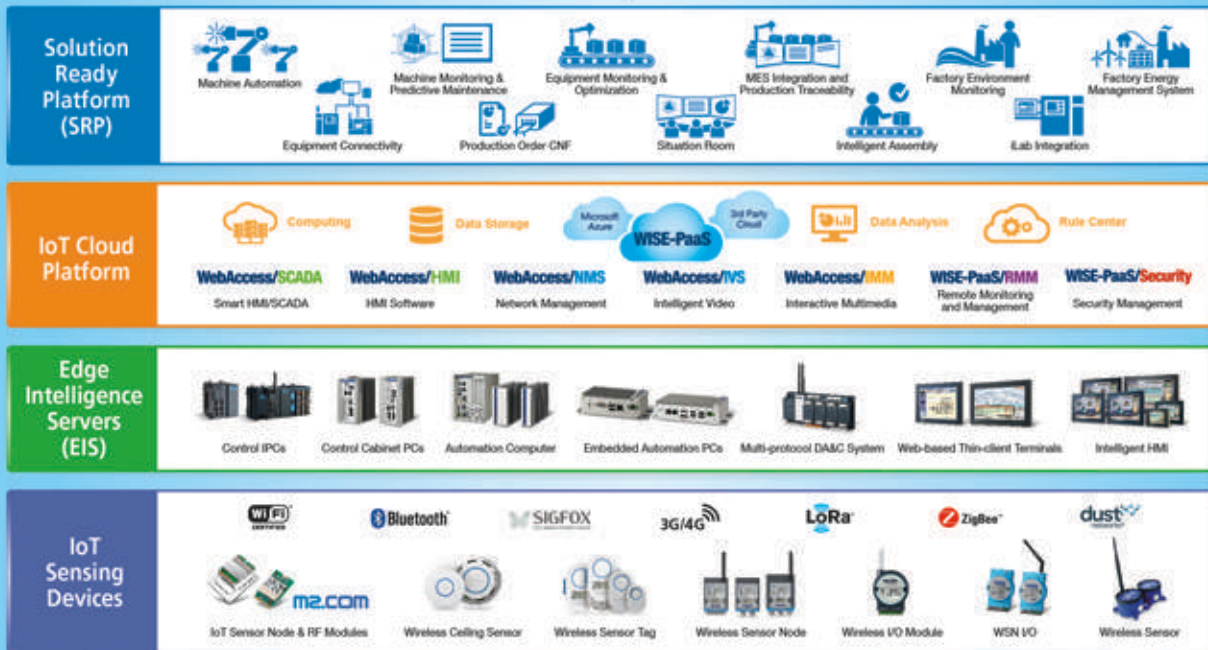 Solution
Ready
Platform
(SRP)
Machine Automation
Machine Monitoring &
Predictive Maintenance
Equipment Monitoring &
Optimization
MES Integration and
Production Traceability
Factory Environment
Monitoring
Factory Energy
Management System
Equipment Connectivity
Production Order CNF
Situation Room
Intelligent Assembly
iLab Integration
IoT Cloud
Platform
Computing
Data Storage
Microsoft
Azure
WISE-PaaS
3rd Party
Cloud
Data Analysis
Rule Center
WebAccess/SCADA
WebAccess/HMI
WebAccess/NMS
WebAccess/IVS
WebAccess/IMM
WISE-PaaS/RMM
WISE-PaaS/Security
Smart HMI/SCADA
HMI Software
Network Management
Intelligent Video
Interactive Multimedia
Remote Monitoring
and Management
Security Management
Edge
Intelligence
Servers
(EIS)
Control IPCs
Control Cabinet PCs
Automation Computer
Embedded Automation PCs
Multi-protocol DA&C System
Web-based Thin-client Terminals
Intelligent HMI
IoT
Sensing
Devices
Wi Fi
CERTIFIED
Bluetooth
SIGFOX
3G/4G
LoRa
ZigBee
dust
networks
m2.com
IoT Sensor Node & RF Modules
Wireless Ceiling Sensor
Wireless Sensor Tag
Wireless Sensor Node
Wireless I/O Module
WSN I/O
Wireless Sensor